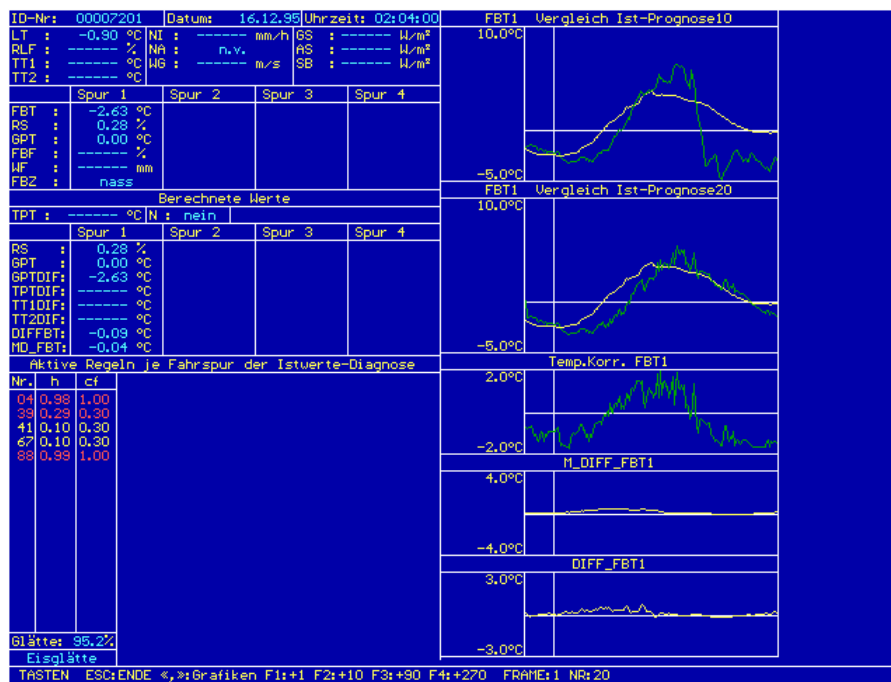 ID-Nr: 00007201 Datum: 16.12.95 Uhrzeit: 02:04:00
LT : -0.90 °C NI : ------ mm/h GS : ------ W/m²
RLF : ------ % NA : n.v. AS : ------ W/m²
TT1 : ------ °C WG : ------ m/s SB : ------ W/m²
TT2 : ------ °C
Spur 1 Spur 2 Spur 3 Spur 4
FBT : -2.63 °C
RS : 0.28 %
GPT : 0.00 °C
FBF : ------ %
WF : ------ mm
FBZ : nass
Berechnete Werte
TPT : ------ °C N : nein
Spur 1 Spur 2 Spur 3 Spur 4
RS : 0.28 %
GPT : 0.00 °C
GPTDIF: -2.63 °C
TPTDIF: ------ °C
TT1DIF: ------ °C
TT2DIF: ------ °C
DIFFBT: -0.09 °C
MD_FBT: -0.04 °C
Aktive Regeln je Fahrspur der Istwerte-Diagnose
Nr. h cf
04 0.98 1.00
39 0.29 0.30
41 0.10 0.30
67 0.10 0.30
88 0.99 1.00
Glätte: 95.2%
Eisglätte
FBT1 Vergleich Ist-Prognose10
10.0°C
-5.0°C
FBT1 Vergleich Ist-Prognose20
10.0°C
-5.0°C
Temp.Korr. FBT1
2.0°C
-2.0°C
M_DIFF_FBT1
4.0°C
-4.0°C
DIFF_FBT1
3.0°C
-3.0°C
TASTEN ESC:ENDE «,»:Grafiken F1:+1 F2:+10 F3:+90 F4:+270 FRAME:1 NR:20